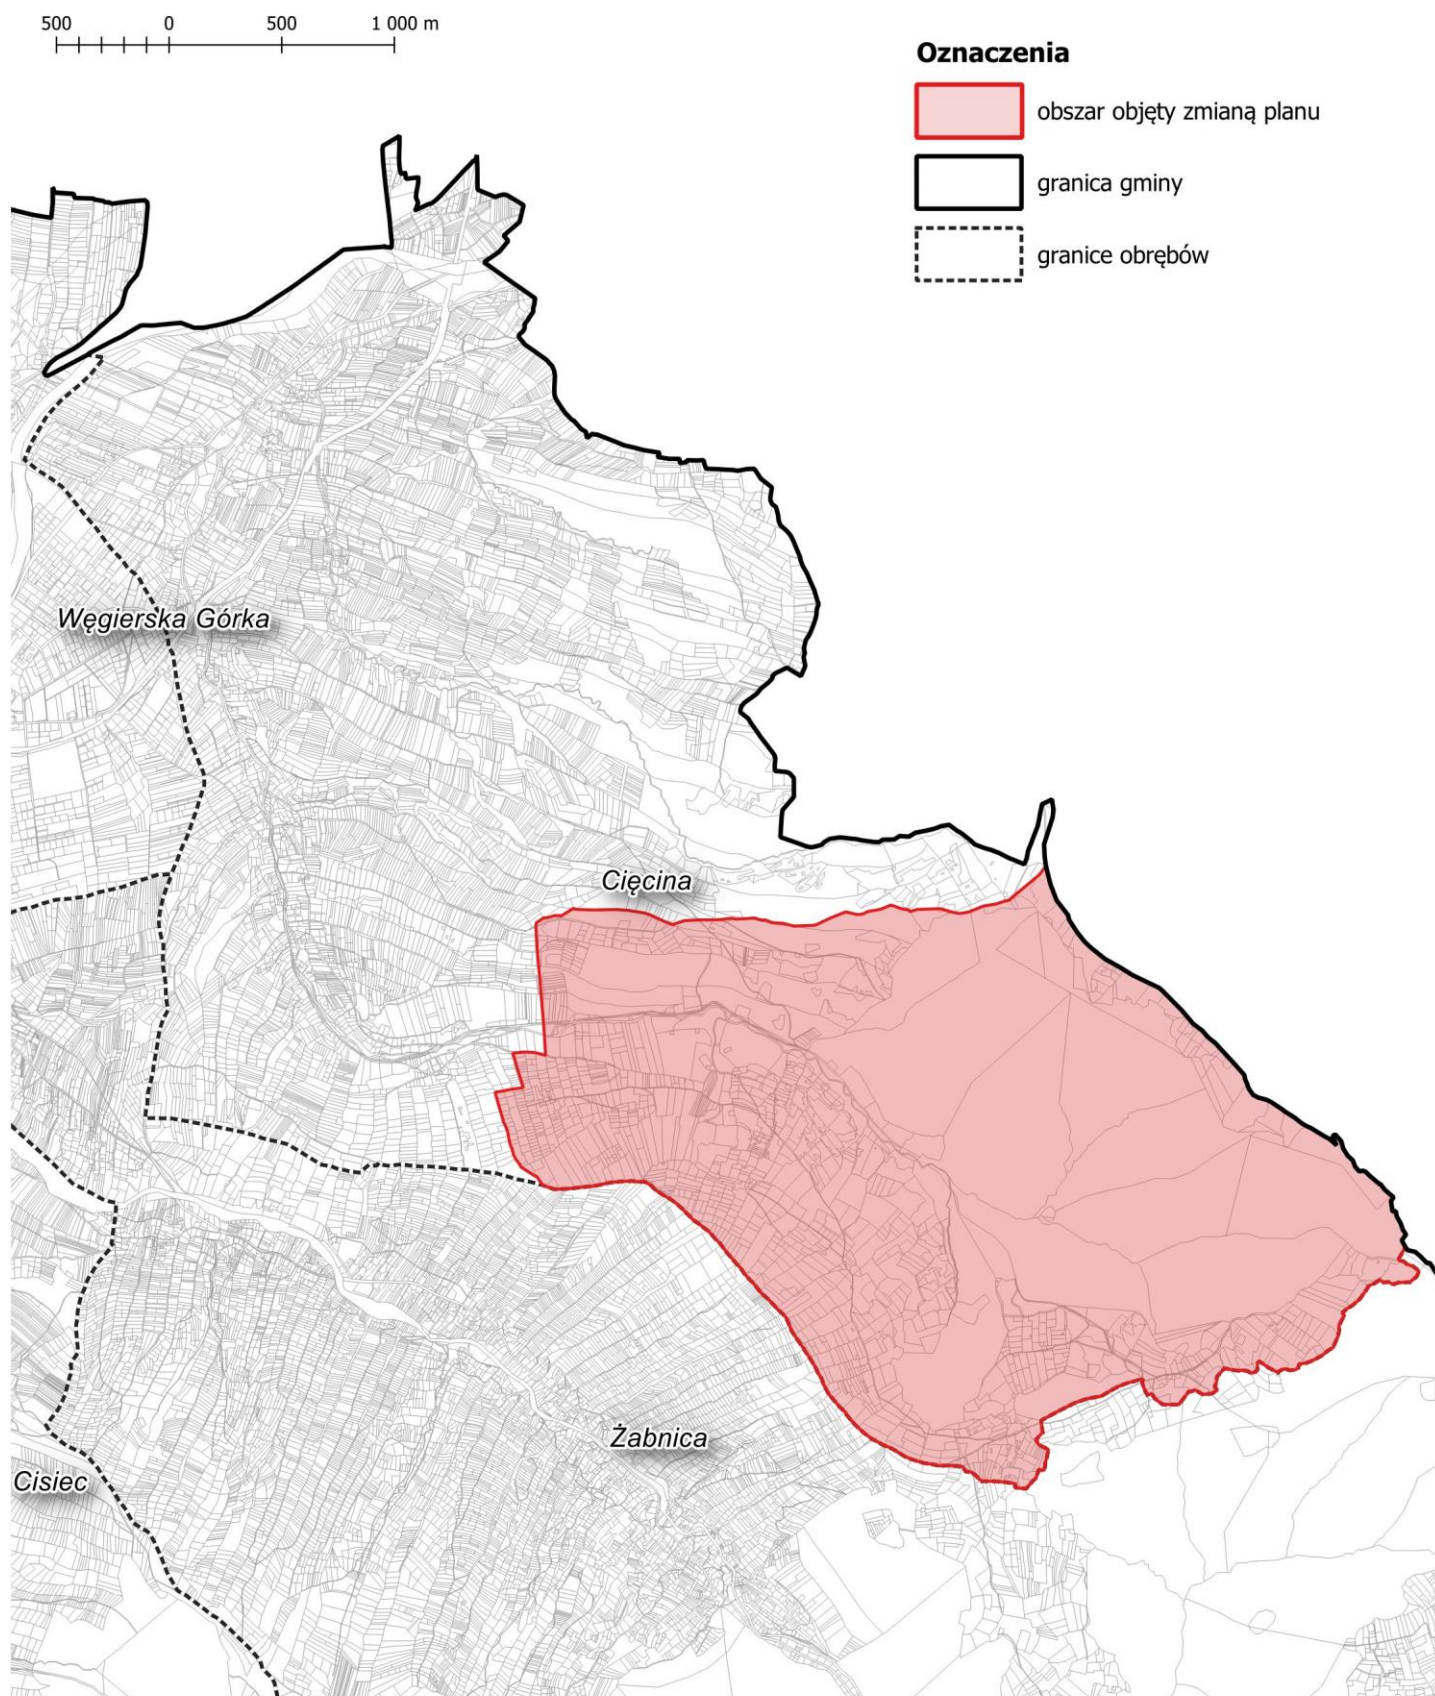 500 0 500 1 000 m
Oznaczenia
obszar objęty zmianą planu
granica gminy
granice obrębów
Węgierska Górka
Cięcina
Żabnica
Cisiec